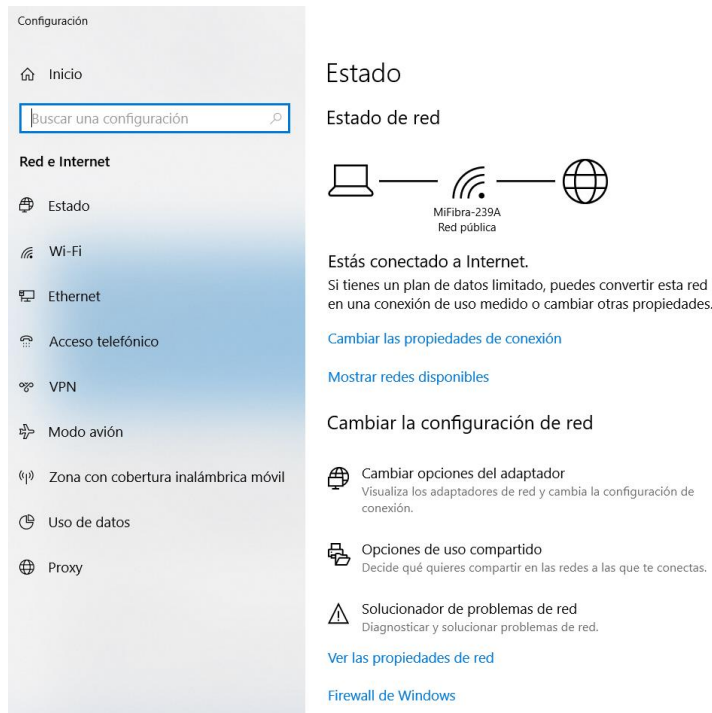 Configuración
Inicio
Buscar una configuración
Red e Internet
Estado
Wi-Fi
Ethernet
Acceso telefónico
VPN
Modo avión
Zona con cobertura inalámbrica móvil
Uso de datos
Proxy
Estado
Estado de red
MiFibra-239A
Red pública
Estás conectado a Internet.
Si tienes un plan de datos limitado, puedes convertir esta red
en una conexión de uso medido o cambiar otras propiedades.
Cambiar las propiedades de conexión
Mostrar redes disponibles
Cambiar la configuración de red
Cambiar opciones del adaptador
Visualiza los adaptadores de red y cambia la configuración de
conexión.
Opciones de uso compartido
Decide qué quieres compartir en las redes a las que te conectas.
Solucionador de problemas de red
Diagnosticar y solucionar problemas de red.
Ver las propiedades de red
Firewall de Windows